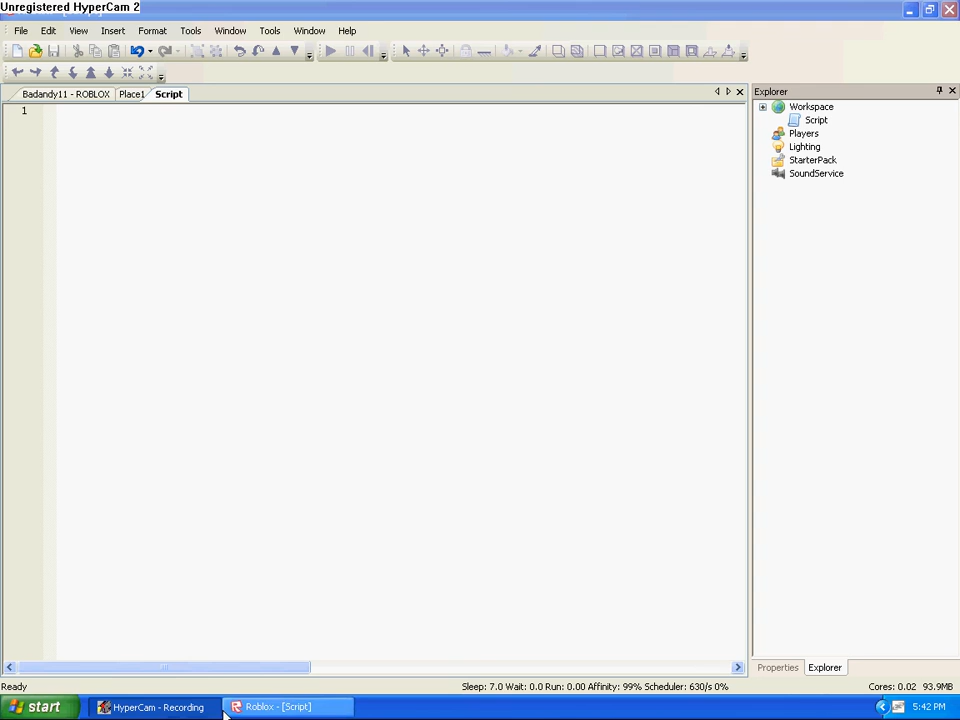 Unregistered HyperCam 2
File Edit View Insert Format Tools Window Tools Window Help
Badandy11 - ROBLOX Place1 Script
1
Explorer
Workspace
Script
Players
Lighting
StarterPack
SoundService
Properties Explorer
Ready Sleep: 7.0 Wait: 0.0 Run: 0.00 Affinity: 99% Scheduler: 630/s 0% Cores: 0.02 93.9MB
start HyperCam - Recording Roblox - [Script] 5:42 PM